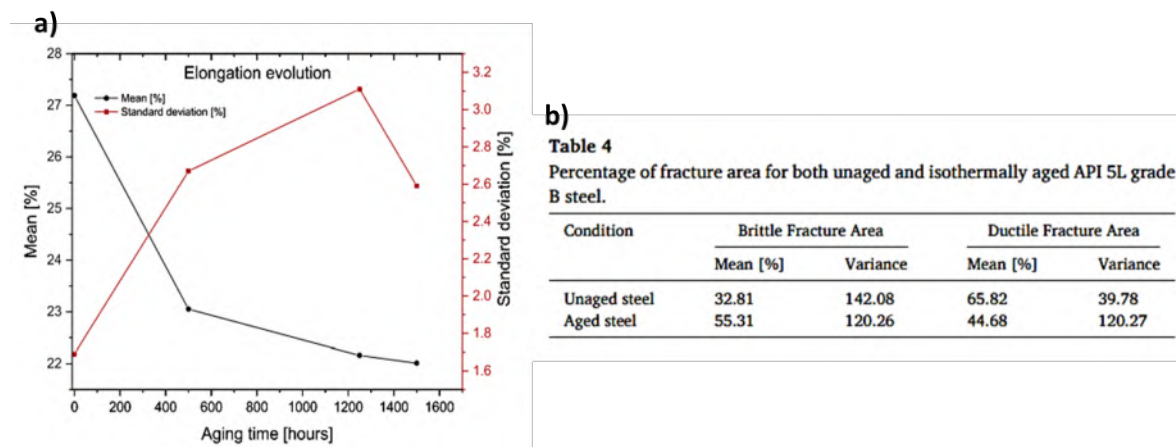 a)
Elongation evolution
Mean [%]
Standard deviation [%]
28
27
26
25
24
23
22
Mean [%]
3.2
3.0
2.8
2.6
2.4
2.2
2.0
1.8
1.6
Standard deviation [%]
0 200 400 600 800 1000 1200 1400 1600
Aging time [hours]
b)
Table 4
Percentage of fracture area for both unaged and isothermally aged API 5L grade
B steel.
Condition Brittle Fracture Area Ductile Fracture Area
Mean [%] Variance Mean [%] Variance
Unaged steel 32.81 142.08 65.82 39.78
Aged steel 55.31 120.26 44.68 120.27